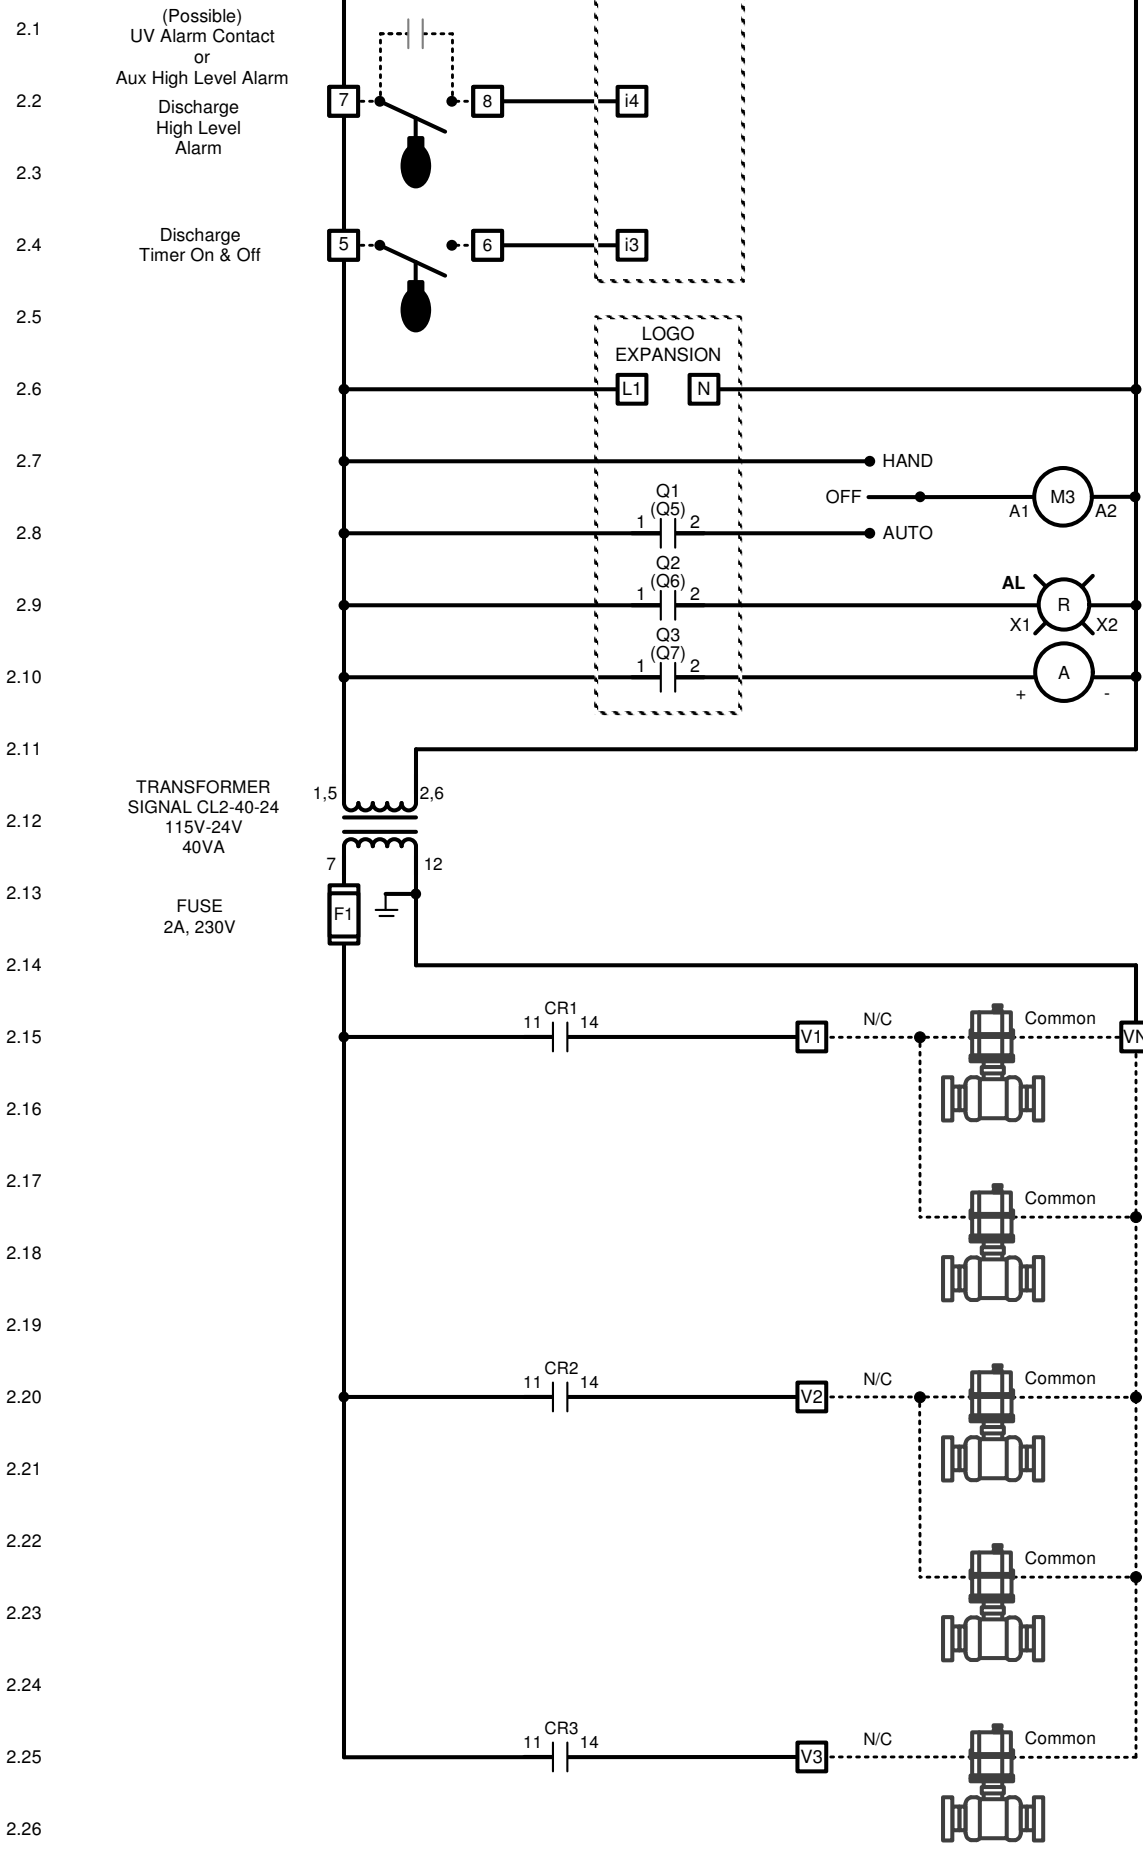 2.1
(Possible)
UV Alarm Contact
or
Aux High Level Alarm
2.2
Discharge
High Level
Alarm
7
8
i4
2.3
2.4
Discharge
Timer On & Off
5
6
i3
2.5
LOGO
EXPANSION
2.6
L1
N
2.7
HAND
Q1
(Q5)
OFF
A1
M3
A2
2.8
1
2
AUTO
Q2
(Q6)
AL
2.9
1
2
R
X1
X2
Q3
(Q7)
2.10
1
2
A
+
-
2.11
TRANSFORMER
SIGNAL CL2-40-24
115V-24V
40VA
1,5
2,6
2.12
7
12
2.13
FUSE
2A, 230V
F1
2.14
CR1
11
14
N/C
Common
2.15
V1
VN
2.16
2.17
Common
2.18
2.19
CR2
11
14
N/C
Common
2.20
V2
2.21
2.22
Common
2.23
2.24
CR3
11
14
N/C
Common
2.25
V3
2.26